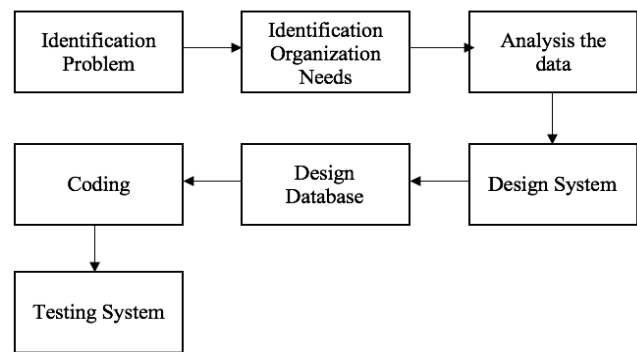 Identification
Problem
Identification
Organization
Needs
Analysis the
data
Design System
Design
Database
Coding
Testing System